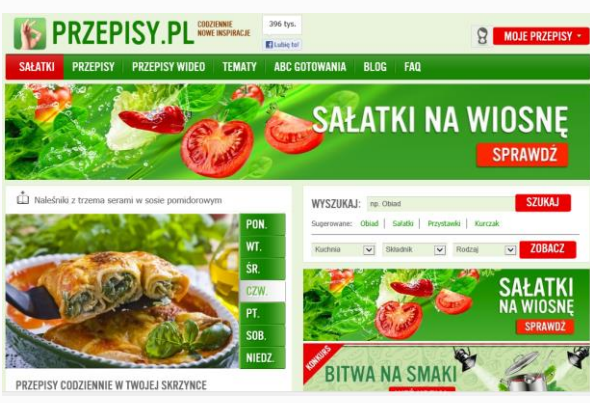 PRZEPISY.PL
CODZIENNIE
NOWE INSPIRACJE
396 tys.
Lubię to!
MOJE PRZEPISY
SAŁATKI PRZEPISY PRZEPISY WIDEO TEMATY ABC GOTOWANIA BLOG FAQ
SAŁATKI NA WIOSNĘ
SPRAWDŹ
Naleśniki z trzema serami w sosie pomidorowym
PON.
WT.
ŚR.
CZW.
PT.
SOB.
NIEDZ.
PRZEPISY CODZIENNIE W TWOJEJ SKRZYNCE
WYSZUKAJ: np. Obiad SZUKAJ
Sugerowane: Obiad | Sałatki | Przystawki | Kurczak
Kuchnia Składnik Rodzaj ZOBACZ
SAŁATKI
NA WIOSNĘ
SPRAWDŹ
KONKURS
BITWA NA SMAKI